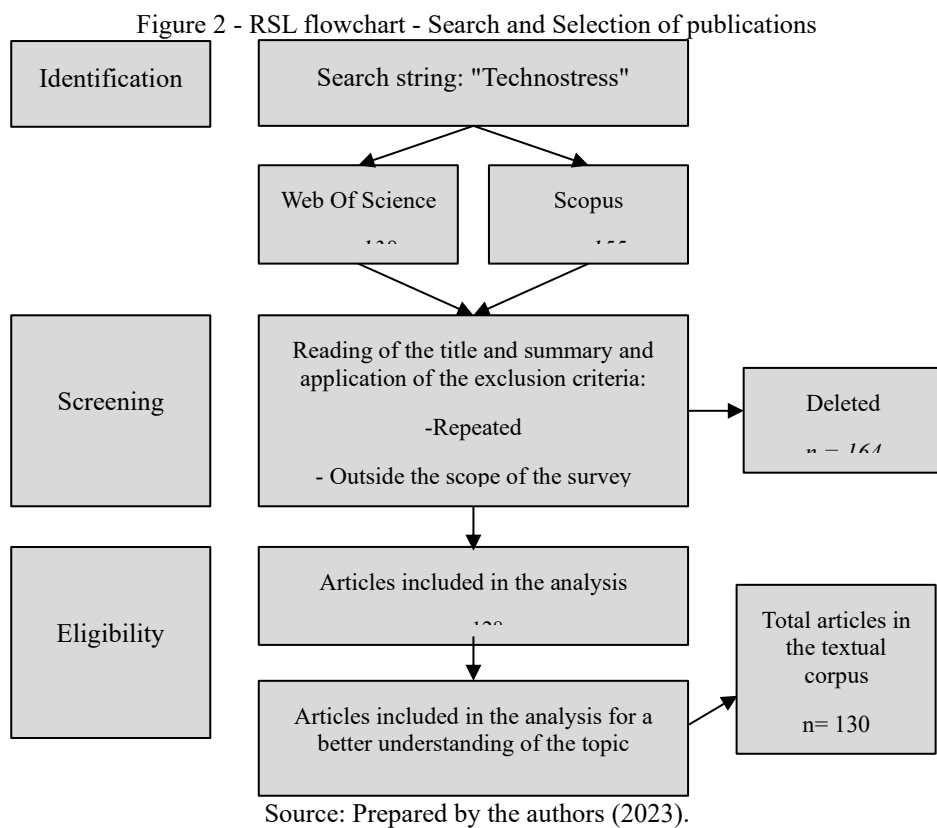 Figure 2 - RSL flowchart - Search and Selection of publications
Identification
Search string: "Technostress"
Web Of Science
Scopus
155
Screening
Reading of the title and summary and
application of the exclusion criteria:
-Repeated
- Outside the scope of the survey
Deleted
n = 164
Eligibility
Articles included in the analysis
Total articles in
the textual
corpus
n= 130
Articles included in the analysis for a
better understanding of the topic
Source: Prepared by the authors (2023).